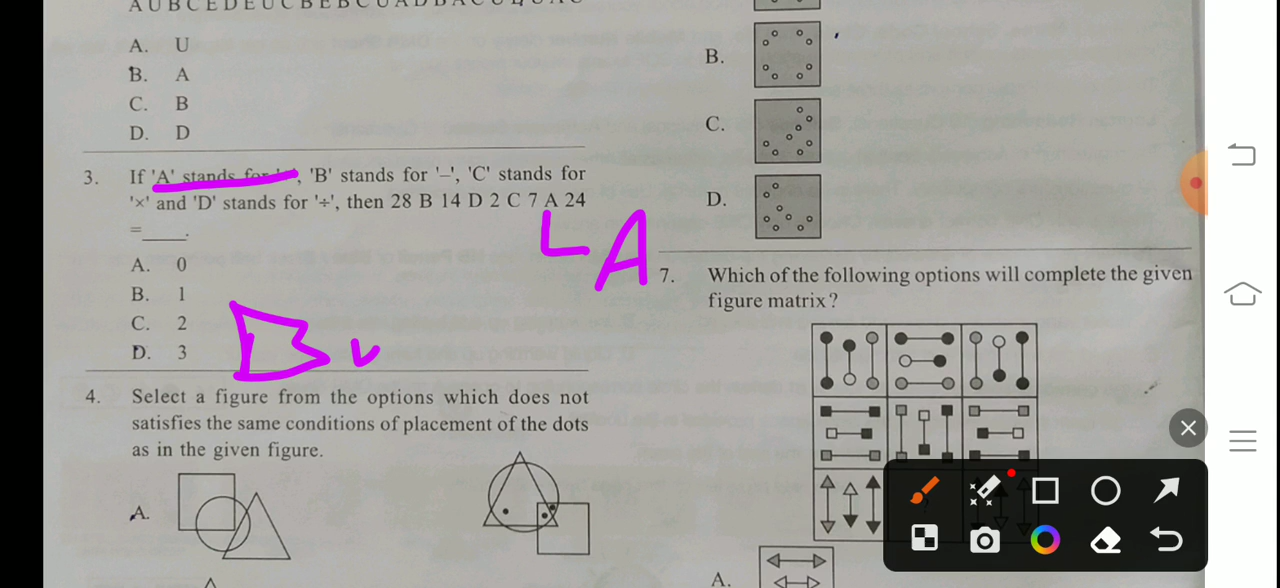 A. U
B. A
C. B
D. D
3. If 'A' stands for '+', 'B' stands for '–', 'C' stands for
'×' and 'D' stands for '÷', then 28 B 14 D 2 C 7 A 24
=____.
A. 0
B. 1
C. 2
D. 3
4. Select a figure from the options which does not
satisfies the same conditions of placement of the dots
as in the given figure.
A.
B.
C.
D.
7. Which of the following options will complete the given
figure matrix?
A.
A
B